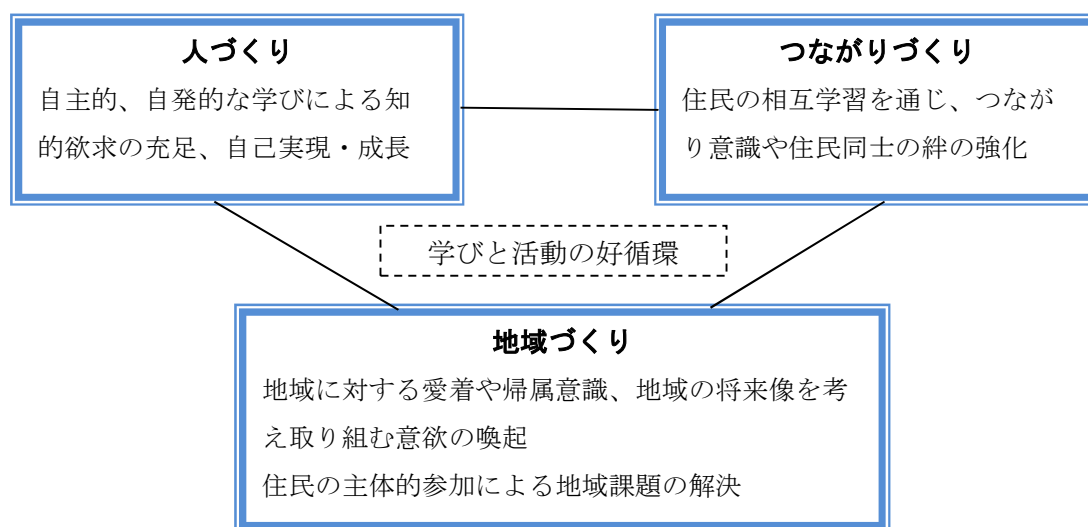 人づくり
自主的、自発的な学びによる知
的欲求の充足、自己実現・成長
つながりづくり
住民の相互学習を通じ、つなが
り意識や住民同士の絆の強化
学びと活動の好循環
地域づくり
地域に対する愛着や帰属意識、地域の将来像を考
え取り組む意欲の喚起
住民の主体的参加による地域課題の解決